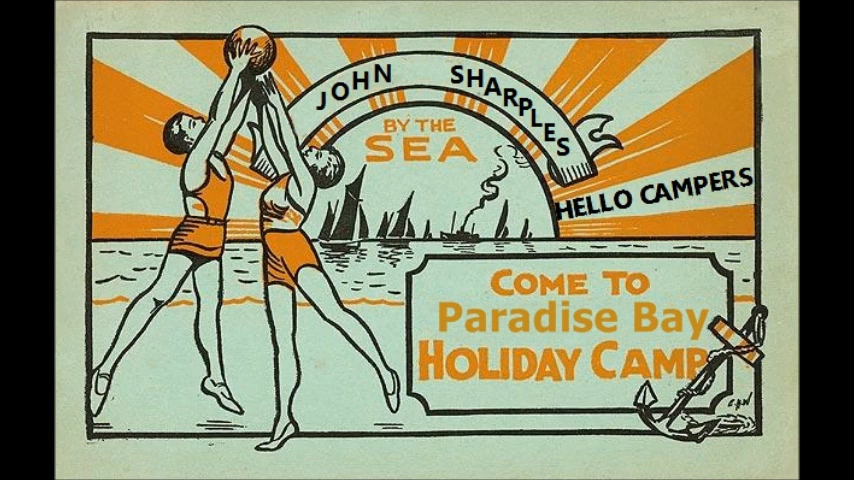 JOHN SHARPLES
BY THE
SEA
HELLO CAMPERS
COME TO
Paradise Bay
HOLIDAY CAMP